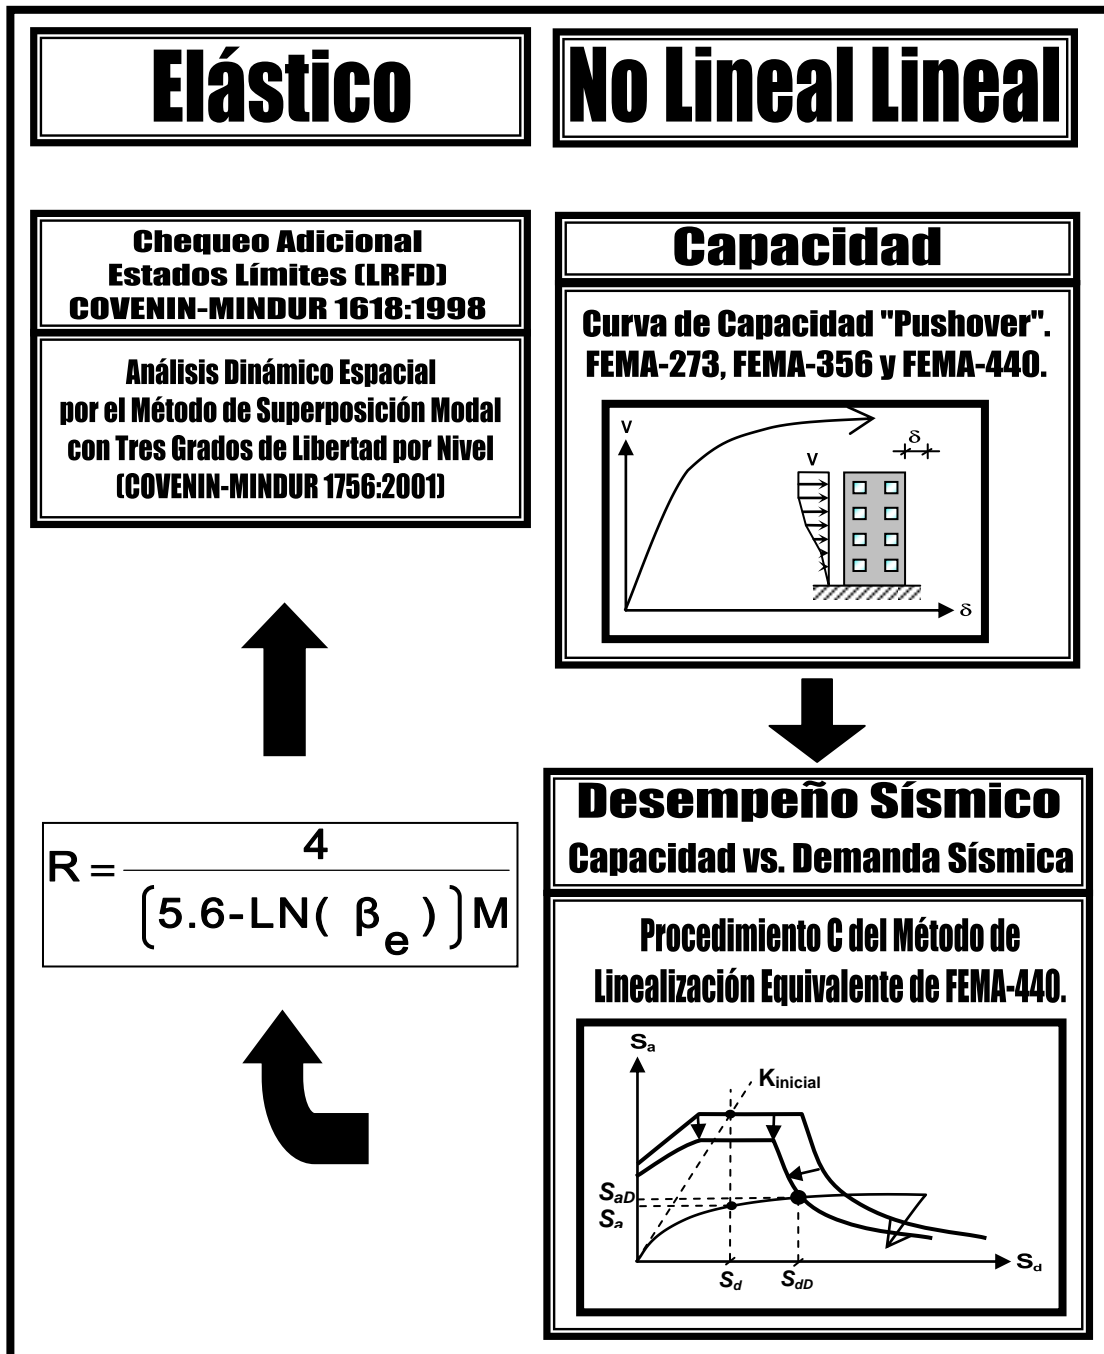 Elástico
No Lineal Lineal
Chequeo Adicional
Estados Límites (LRFD)
COVENIN-MINDUR 1618:1998
Análisis Dinámico Espacial
por el Método de Superposición Modal
con Tres Grados de Libertad por Nivel
(COVENIN-MINDUR 1756:2001)
Capacidad
Curva de Capacidad "Pushover".
FEMA-273, FEMA-356 y FEMA-440.
V
δ
V
δ
Desempeño Sísmico
Capacidad vs. Demanda Sísmica
Procedimiento C del Método de
Linealización Equivalente de FEMA-440.
Sa
Kinicial
SaD
Sa
Sd
Sd
SdD
4
R =
(5.6-LN( βe ))M